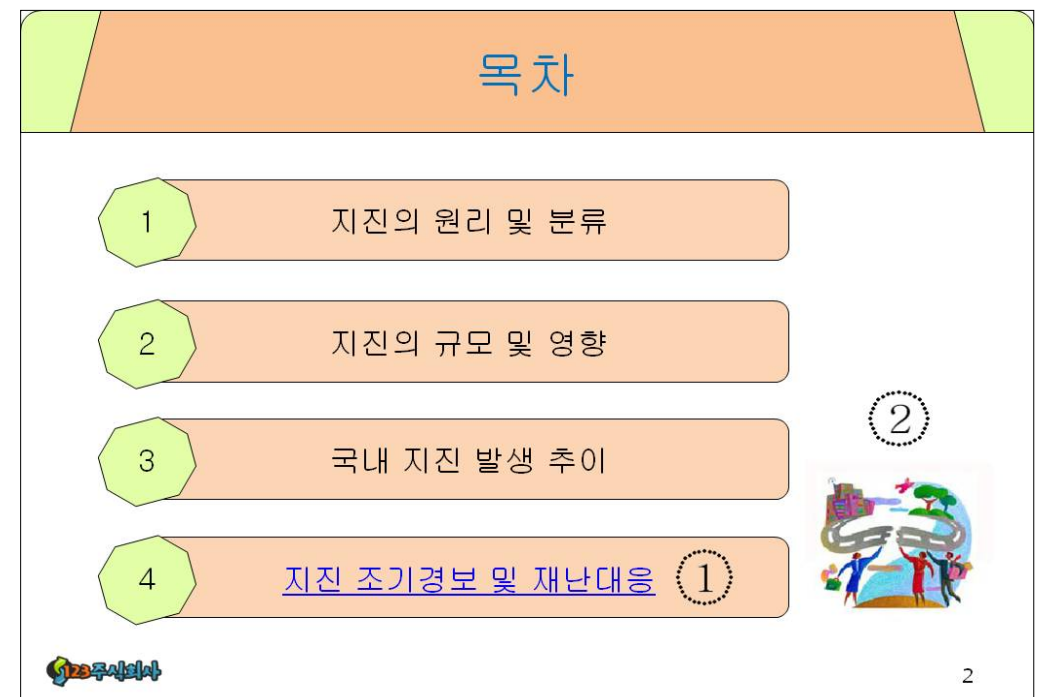 목차
1 지진의 원리 및 분류
2 지진의 규모 및 영향
3 국내 지진 발생 추이
②
4 지진 조기경보 및 재난대응 ①
123주식회사
2